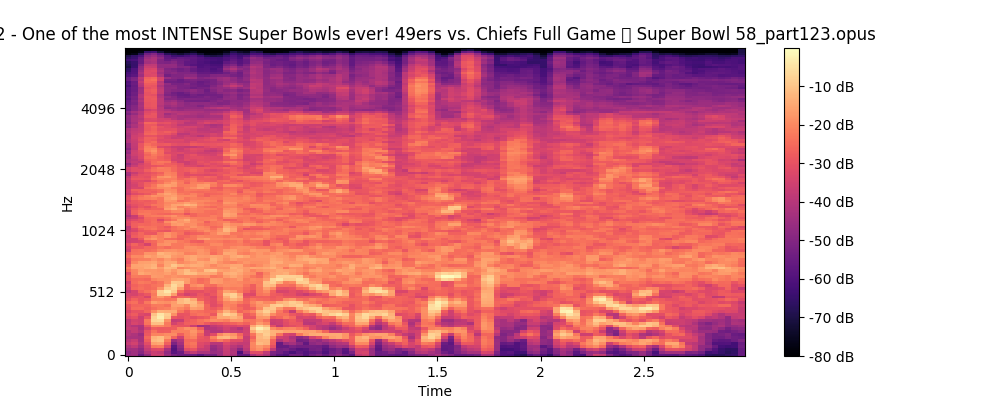 2 - One of the most INTENSE Super Bowls ever! 49ers vs. Chiefs Full Game Super Bowl 58_part123.opus
4096
2048
1024
512
0
Hz
0
0.5
1
1.5
2
2.5
Time
-10 dB
-20 dB
-30 dB
-40 dB
-50 dB
-60 dB
-70 dB
-80 dB